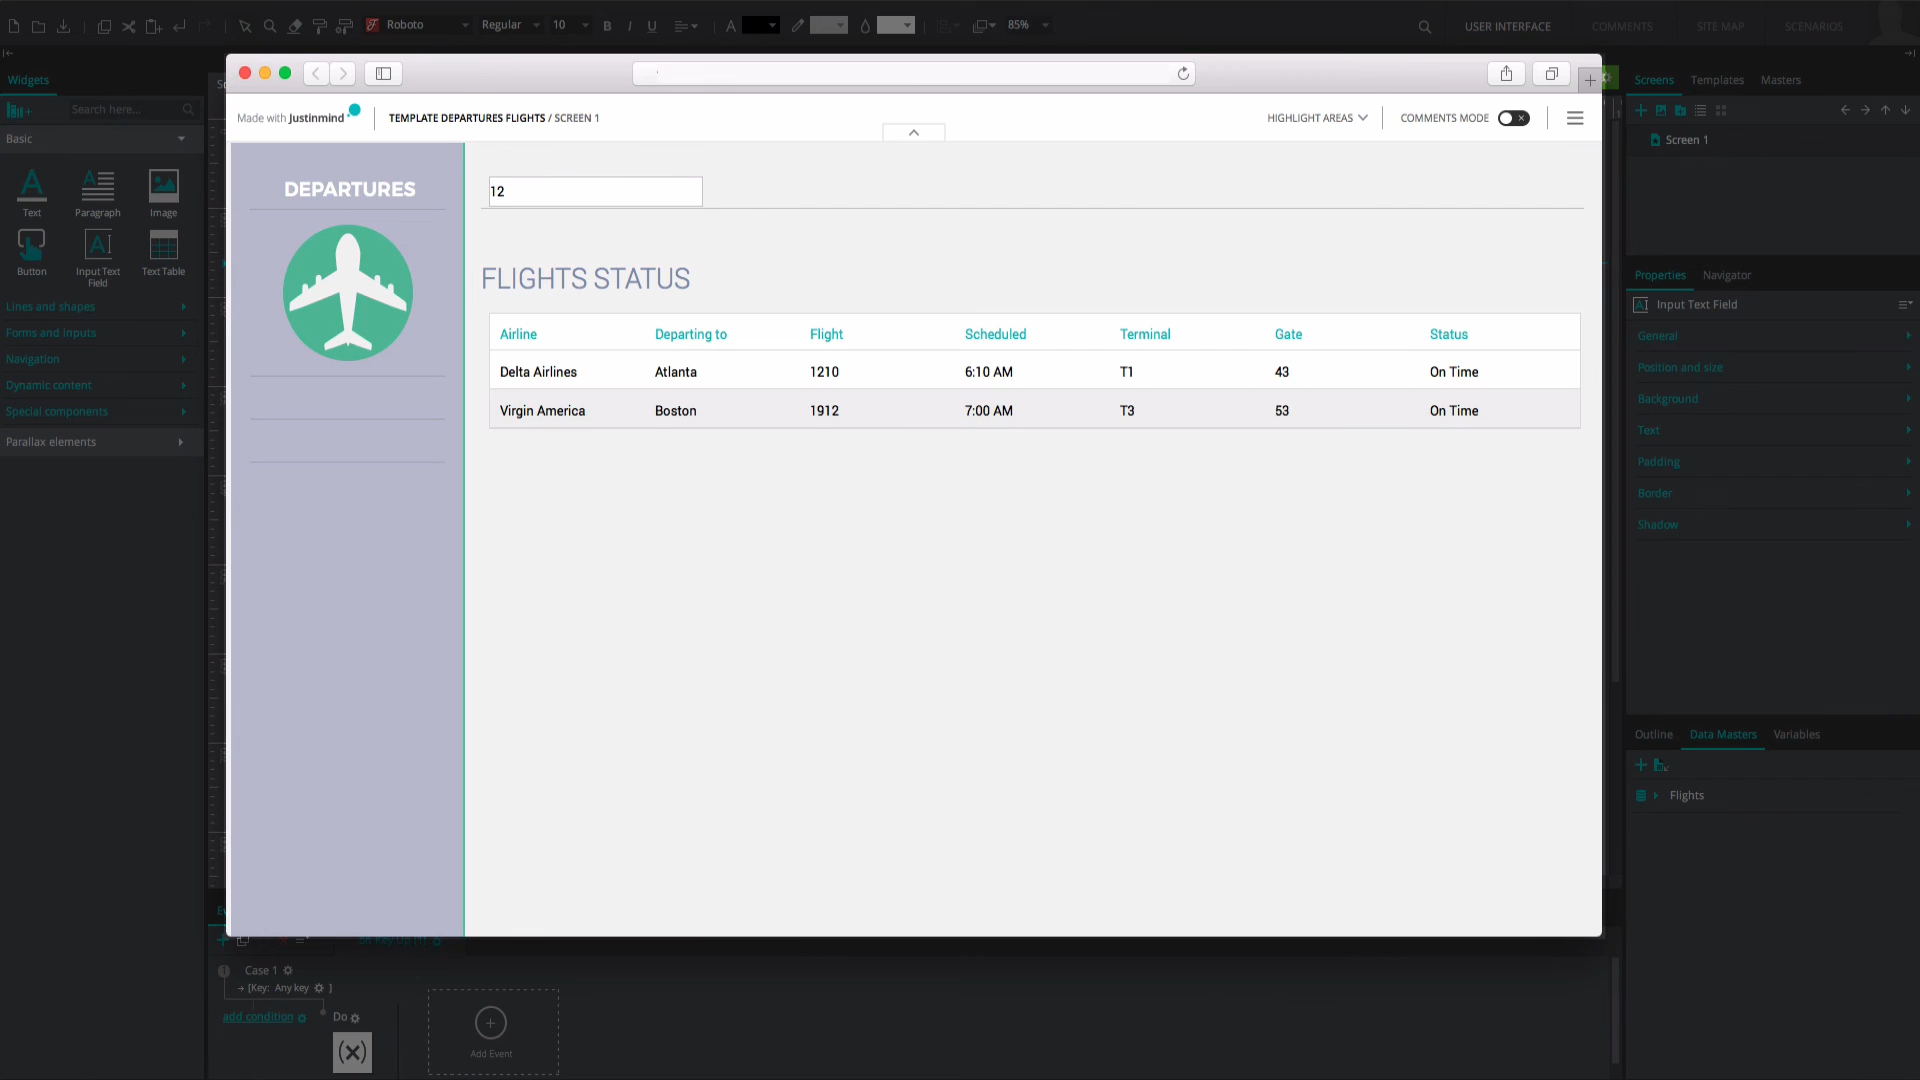 Roboto
Regular
10
B
I
U
A
85%
USER INTERFACE
COMMENTS
SITE MAP
SCENARIOS
Widgets
Search here...
Basic
Text
Paragraph
Image
Button
Input Text
Field
Text Table
Lines and shapes
Forms and inputs
Navigation
Dynamic content
Special components
Parallax elements
Made with Justinmind
TEMPLATE DEPARTURES FLIGHTS / SCREEN 1
HIGHLIGHT AREAS
COMMENTS MODE
DEPARTURES
12
FLIGHTS STATUS
Airline Departing to Flight Scheduled Terminal Gate Status
Delta Airlines Atlanta 1210 6:10 AM T1 43 On Time
Virgin America Boston 1912 7:00 AM T3 53 On Time
Screens
Templates
Masters
Screen 1
Properties
Navigator
Input Text Field
General
Position and size
Background
Text
Padding
Border
Shadow
Outline
Data Masters
Variables
Flights
on Key Up (1)
Case 1
[Key: Any key ]
add condition
Do
(x)
Add Event